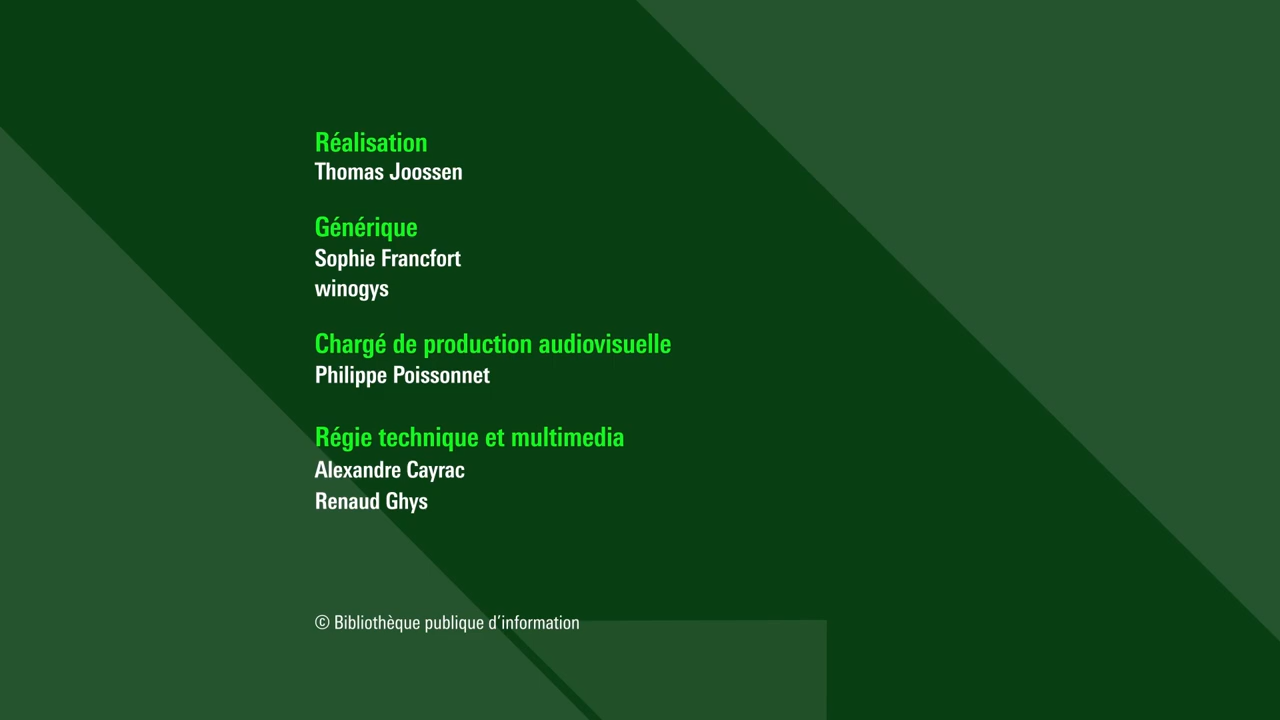 Réalisation
Thomas Joossen
Générique
Sophie Francfort
winogys
Chargé de production audiovisuelle
Philippe Poissonnet
Régie technique et multimedia
Alexandre Cayrac
Renaud Ghys
© Bibliothèque publique d’information